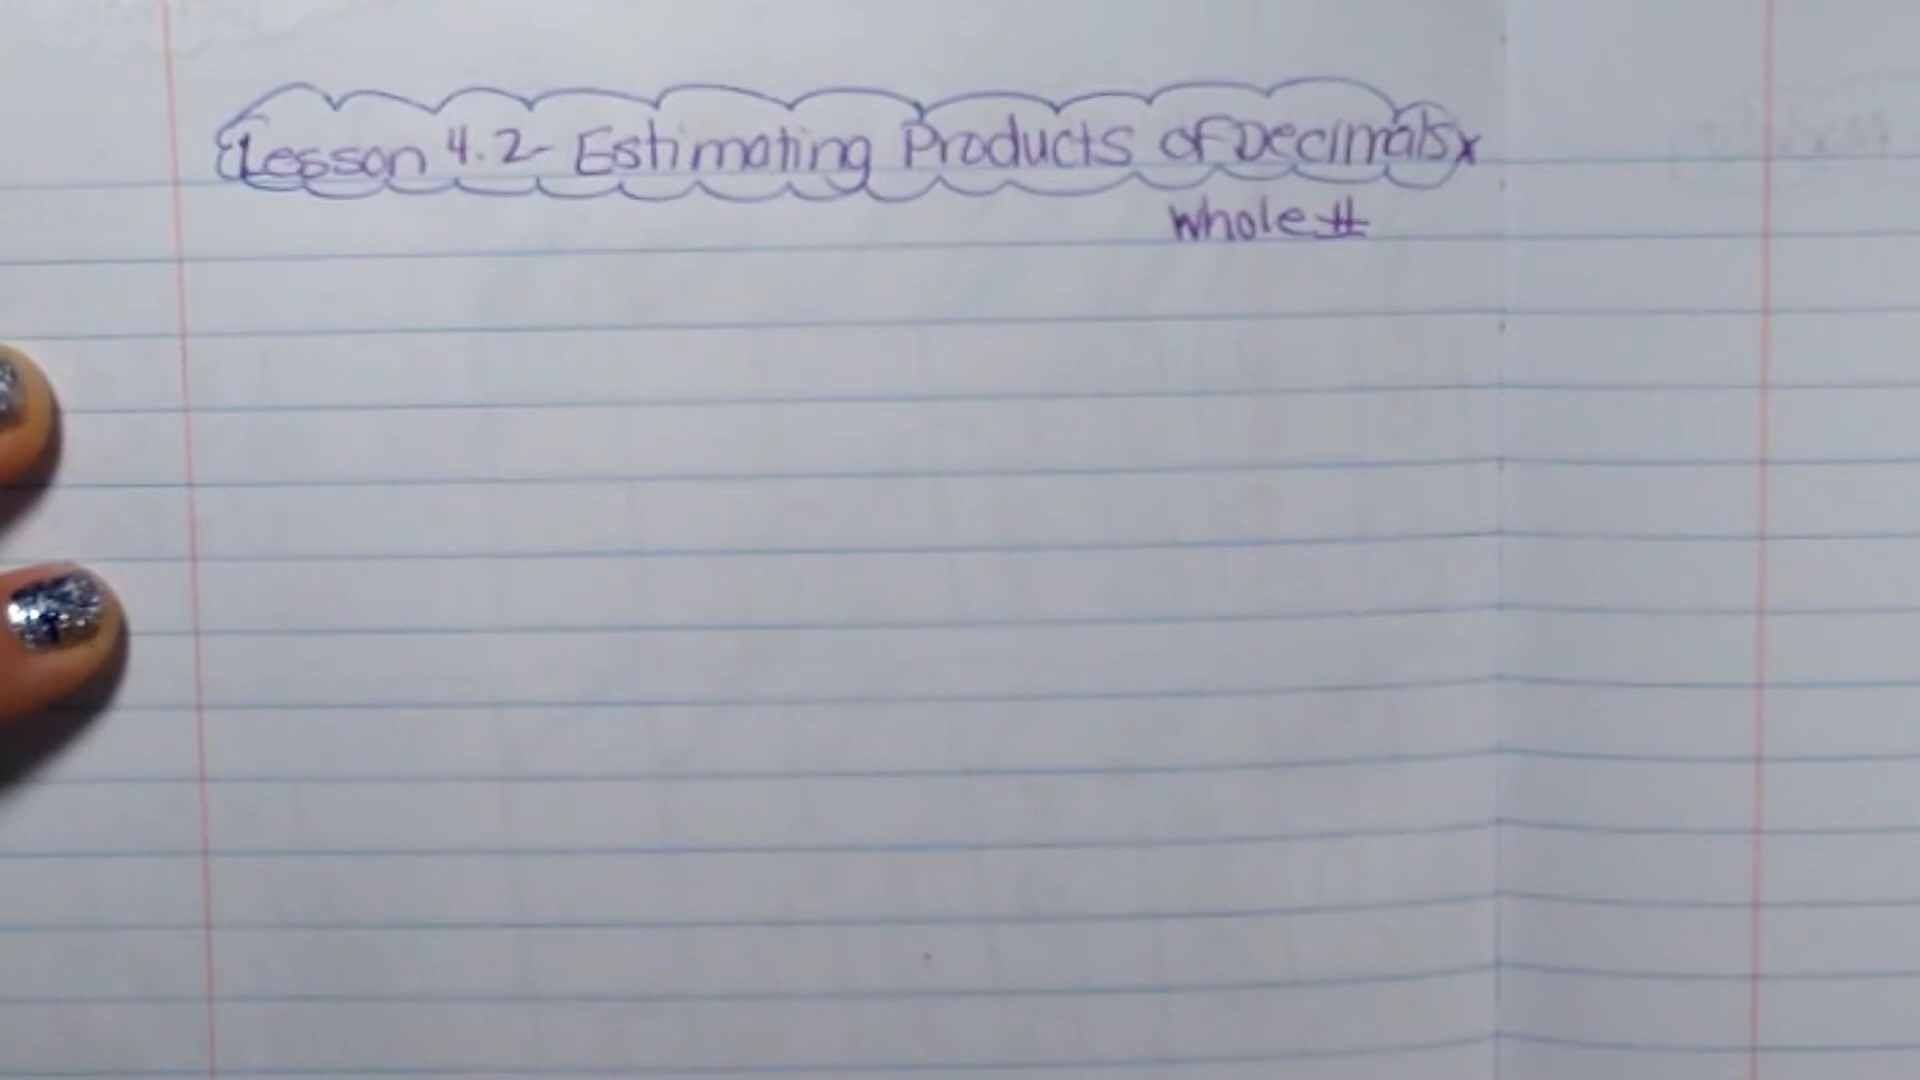 Lesson 4.2- Estimating Products of Decimals x
whole #